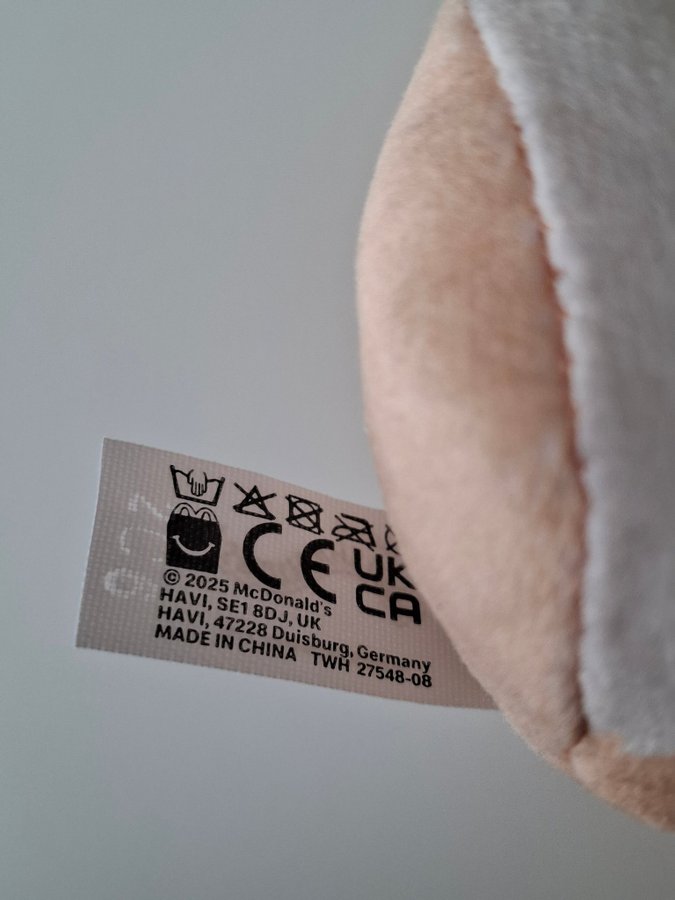 CE
UK
CA
© 2025 McDonald's
HAVI, SE1 8DJ, UK
HAVI, 47228 Duisburg, Germany
MADE IN CHINA TWH 27548-08